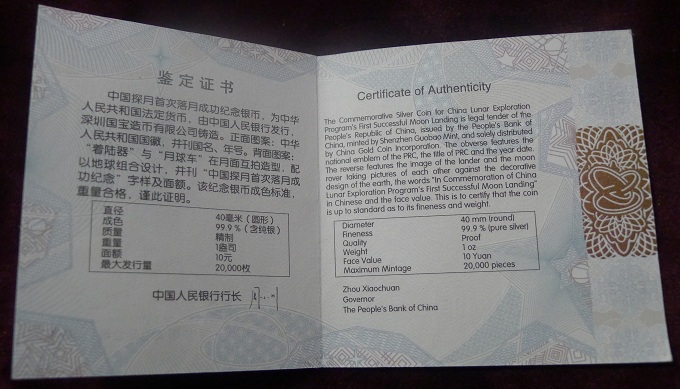 鉴定证书
中国探月首次落月成功纪念银币，为中华
人民共和国法定货币，由中国人民银行发行，
深圳国宝造币有限公司铸造。正面图案：中华
人民共和国国徽，并刊国名、年号。背面图案：
“着陆器”与“月球车”在月面互拍造型，配
以地球组合设计，并刊“中国探月首次落月成
功纪念”字样及面额。该纪念银币成色标准，
重量合格，谨此证明。
直径 40毫米（圆形）
成色 99.9％（含纯银）
质量 精制
重量 1盎司
面额 10元
最大发行量 20,000枚
中国人民银行行长
Certificate of Authenticity
The Commemorative Silver Coin for China Lunar Exploration
Program's First Successful Moon Landing is legal tender of the
People's Republic of China, issued by the People's Bank of
China, minted by Shenzhen Guobao Mint, and solely distributed
by China Gold Coin Incorporation. The obverse features the
national emblem of the PRC, the title of PRC and the year date.
The reverse features the image of the lander and the moon
rover taking pictures of each other against the decorative
design of the earth, the words "In Commemoration of China
Lunar Exploration Program's First Successful Moon Landing"
in Chinese and the face value. This is to certify that the coin
is up to standard as to its fineness and weight.
Diameter 40 mm (round)
Fineness 99.9 % (pure silver)
Quality Proof
Weight 1 oz
Face Value 10 Yuan
Maximum Mintage 20,000 pieces
Zhou Xiaochuan
Governor
The People's Bank of China